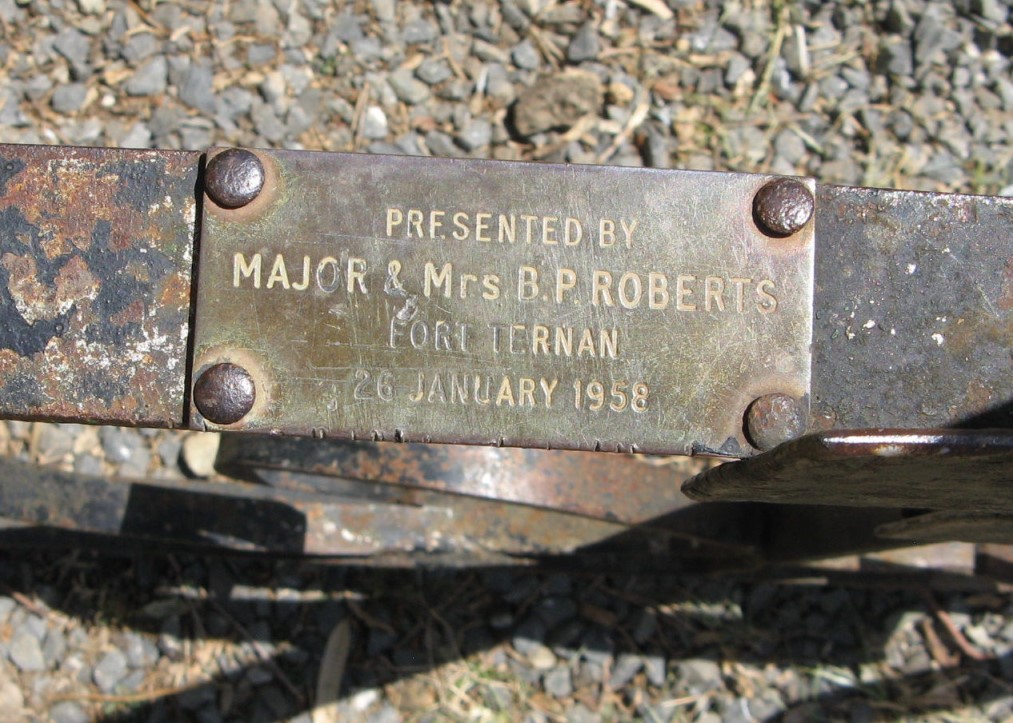 PRESENTED BY
MAJOR & Mrs B.P. ROBERTS
FORT TERNAN
26 JANUARY 1958